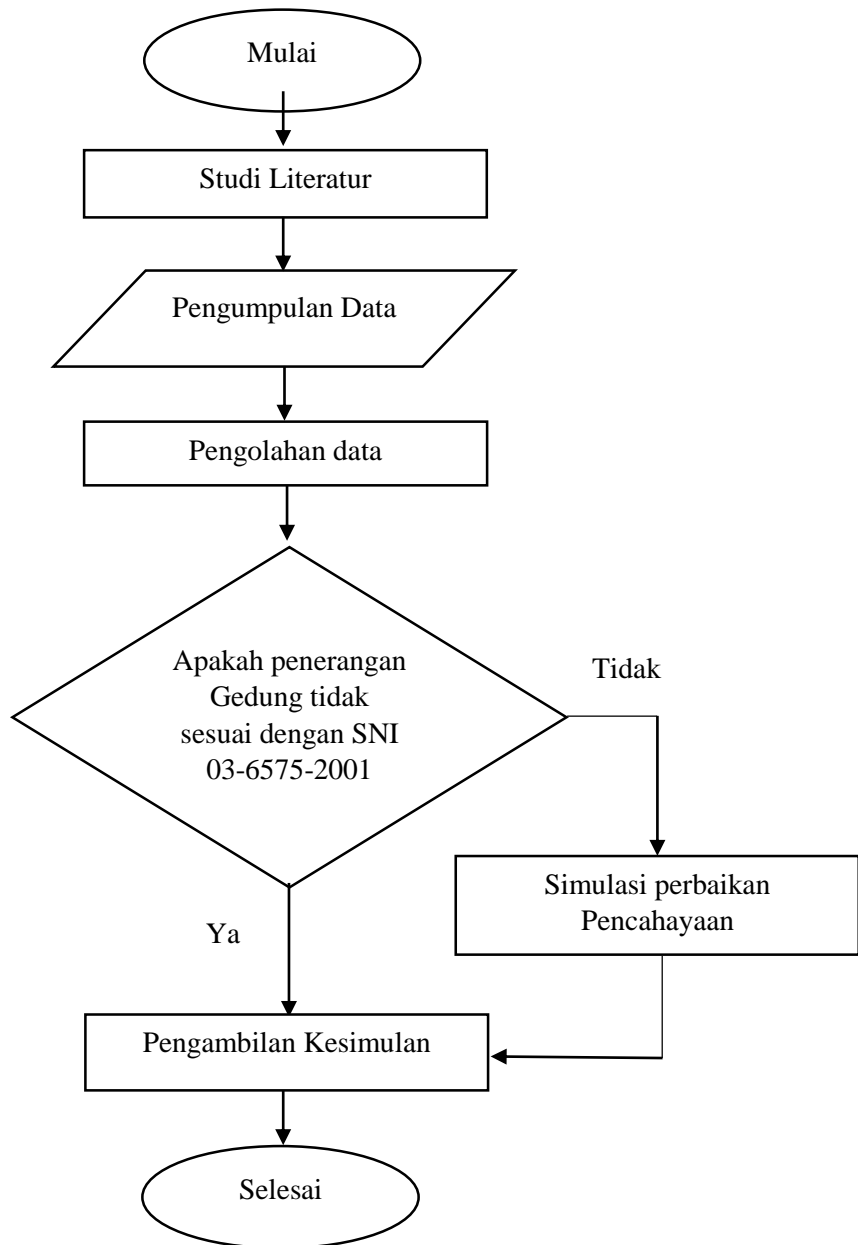 Mulai
Studi Literatur
Pengumpulan Data
Pengolahan data
Apakah penerangan
Gedung tidak
sesuai dengan SNI
03-6575-2001
Tidak
Simulasi perbaikan
Pencahayaan
Ya
Pengambilan Kesimulan
Selesai